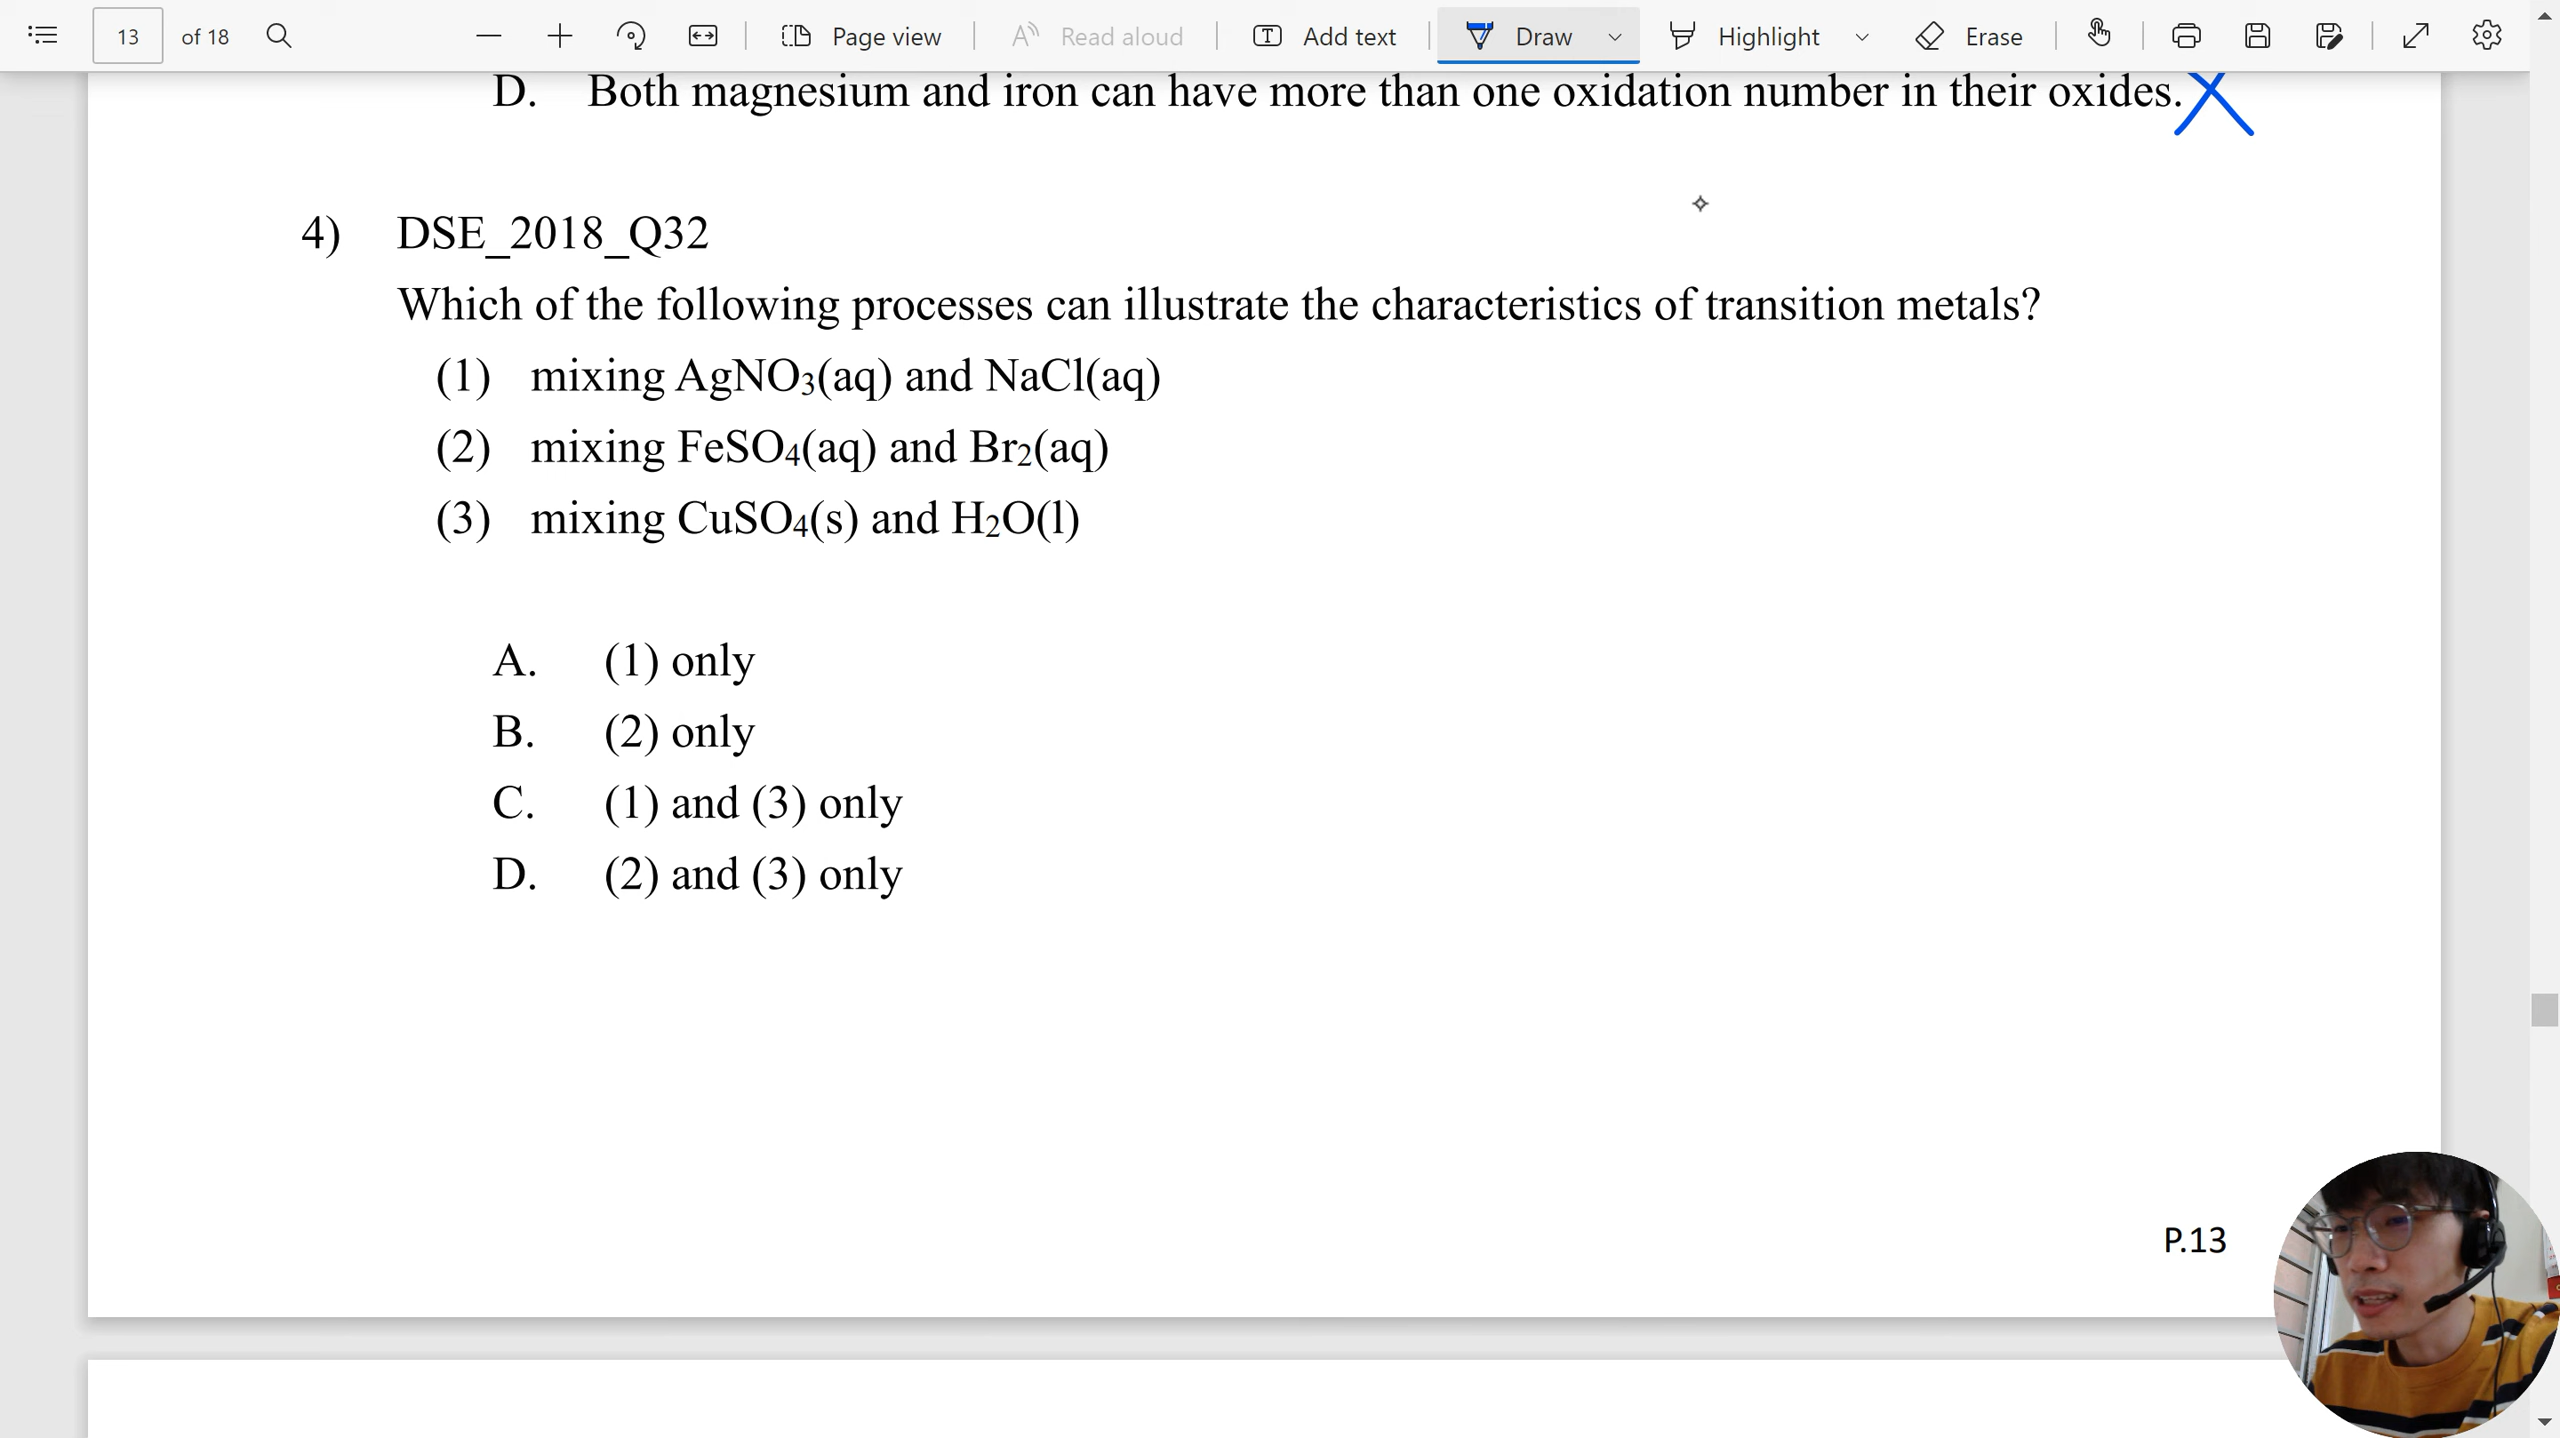 13 of 18 Page view Read aloud Add text Draw Highlight Erase
D. Both magnesium and iron can have more than one oxidation number in their oxides.
4) DSE_2018_Q32
Which of the following processes can illustrate the characteristics of transition metals?
(1) mixing AgNO₃(aq) and NaCl(aq)
(2) mixing FeSO₄(aq) and Br₂(aq)
(3) mixing CuSO₄(s) and H₂O(l)
A. (1) only
B. (2) only
C. (1) and (3) only
D. (2) and (3) only
P.13